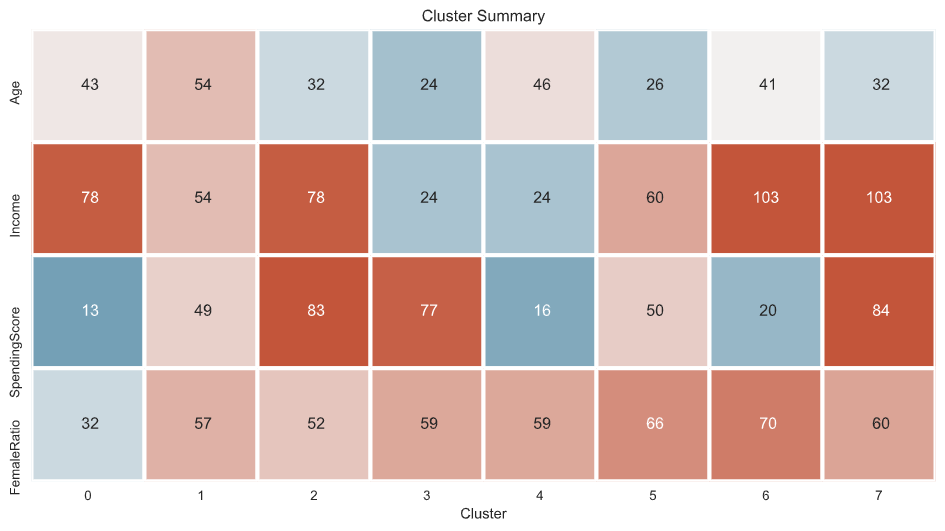 Cluster Summary
Age 43 54 32 24 46 26 41 32
Income 78 54 78 24 24 60 103 103
SpendingScore 13 49 83 77 16 50 20 84
FemaleRatio 32 57 52 59 59 66 70 60
0 1 2 3 4 5 6 7
Cluster